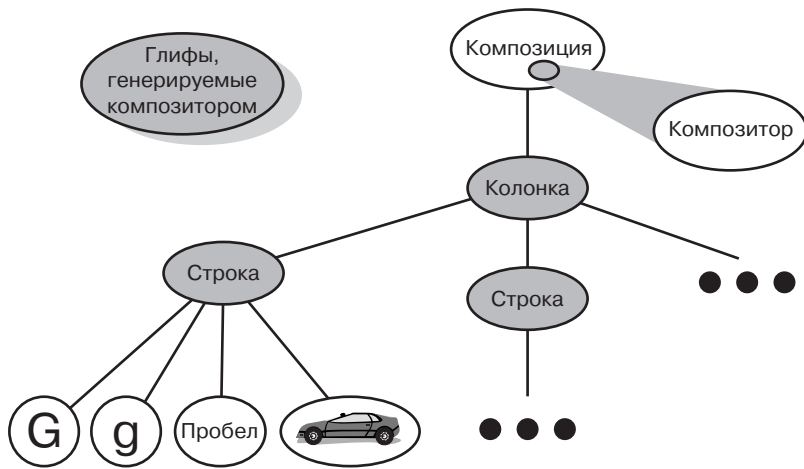 Глифы,
генерируемые
композитором
Композиция
Композитор
Колонка
Строка
Строка
G
g
Пробел